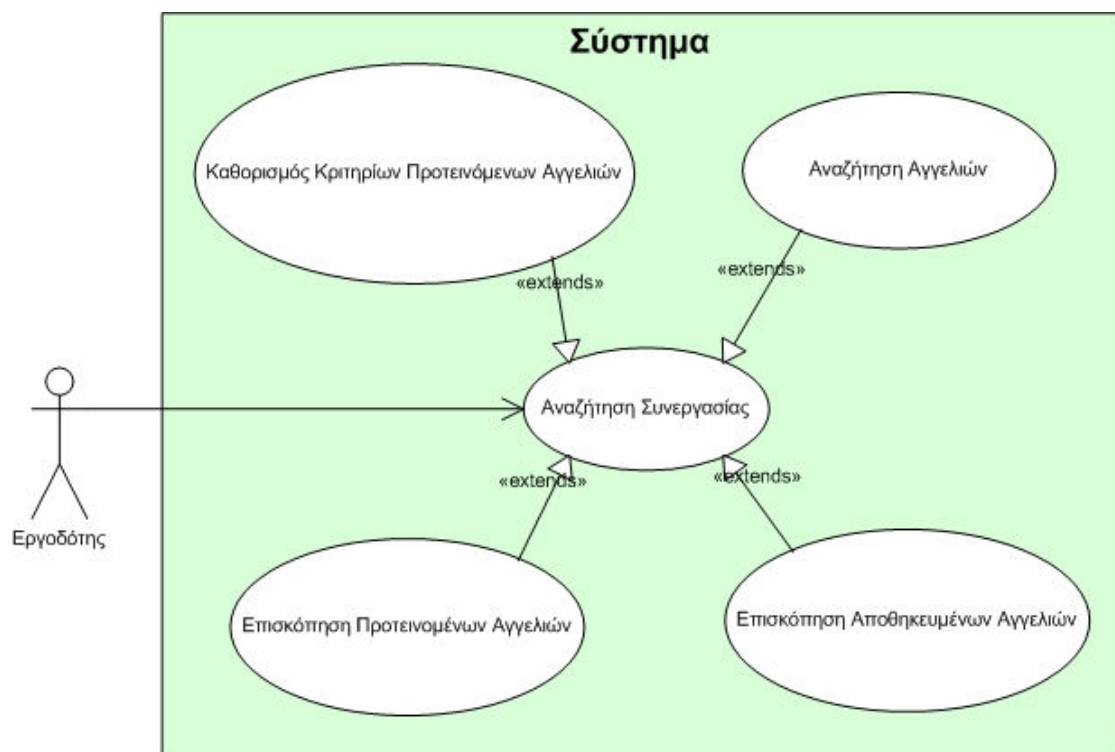 Σύστημα
Καθορισμός Κριτηρίων Προτεινόμενων Αγγελιών
Αναζήτηση Αγγελιών
«extends»
«extends»
Αναζήτηση Συνεργασίας
«extends»
«extends»
Εργοδότης
Επισκόπηση Προτεινομένων Αγγελιών
Επισκόπηση Αποθηκευμένων Αγγελιών